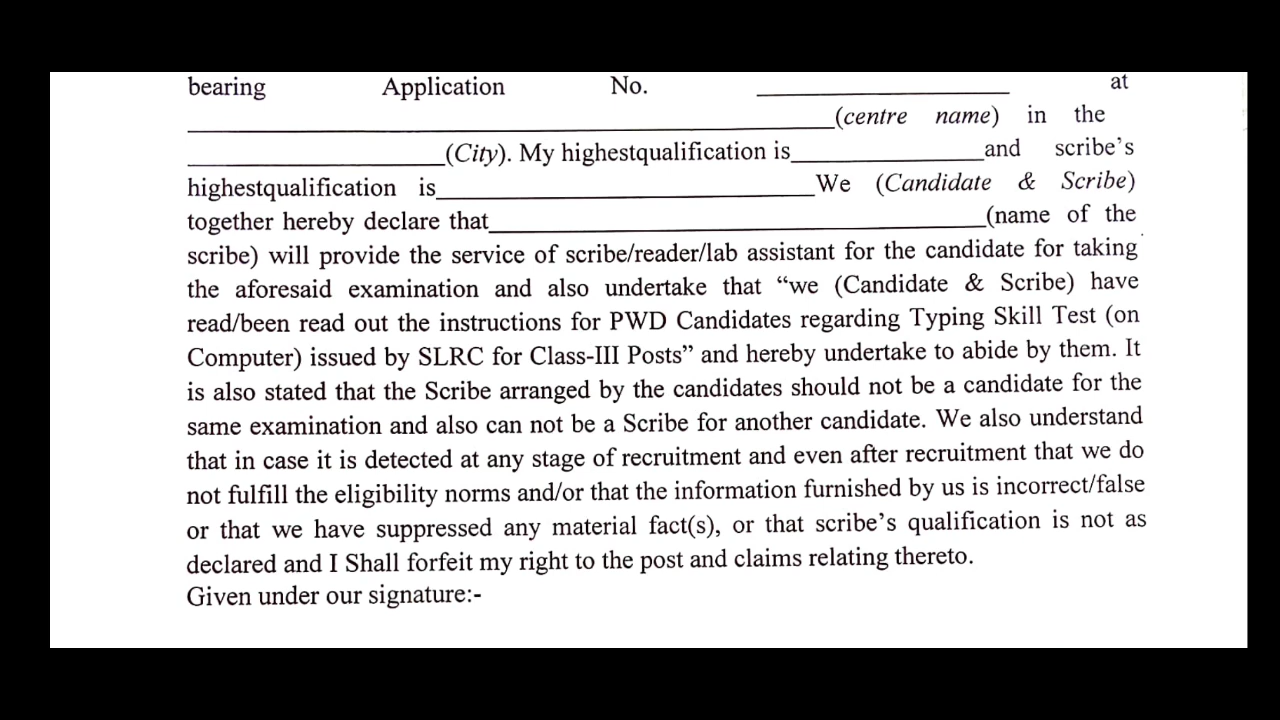 bearing Application No. ____________________ at
____________________(centre name) in the
____________________(City). My highestqualification is____________________and scribe’s
highestqualification is____________________We (Candidate & Scribe)
together hereby declare that____________________(name of the
scribe) will provide the service of scribe/reader/lab assistant for the candidate for taking
the aforesaid examination and also undertake that “we (Candidate & Scribe) have
read/been read out the instructions for PWD Candidates regarding Typing Skill Test (on
Computer) issued by SLRC for Class-III Posts” and hereby undertake to abide by them. It
is also stated that the Scribe arranged by the candidates should not be a candidate for the
same examination and also can not be a Scribe for another candidate. We also understand
that in case it is detected at any stage of recruitment and even after recruitment that we do
not fulfill the eligibility norms and/or that the information furnished by us is incorrect/false
or that we have suppressed any material fact(s), or that scribe’s qualification is not as
declared and I Shall forfeit my right to the post and claims relating thereto.
Given under our signature:-